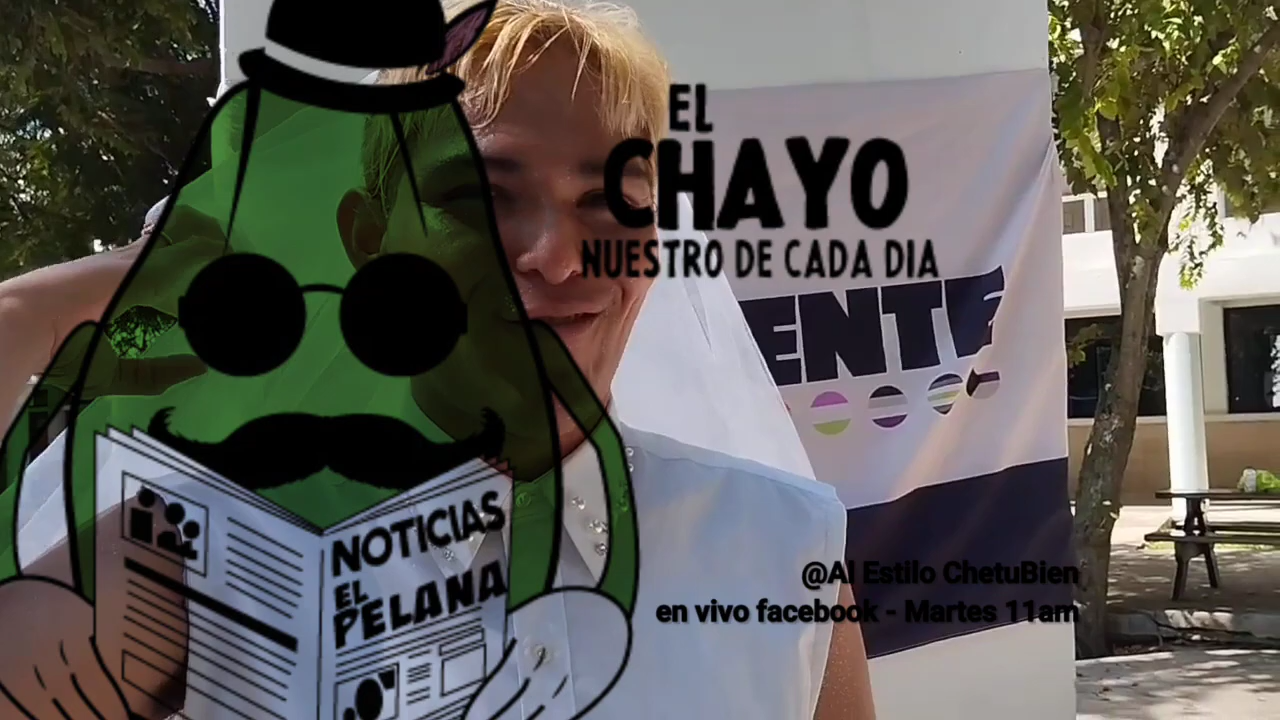 EL
CHAYO
NUESTRO DE CADA DIA
ENTE
NOTICIAS
EL
PELANA
@Al Estilo ChetuBien
en vivo facebook - Martes 11am